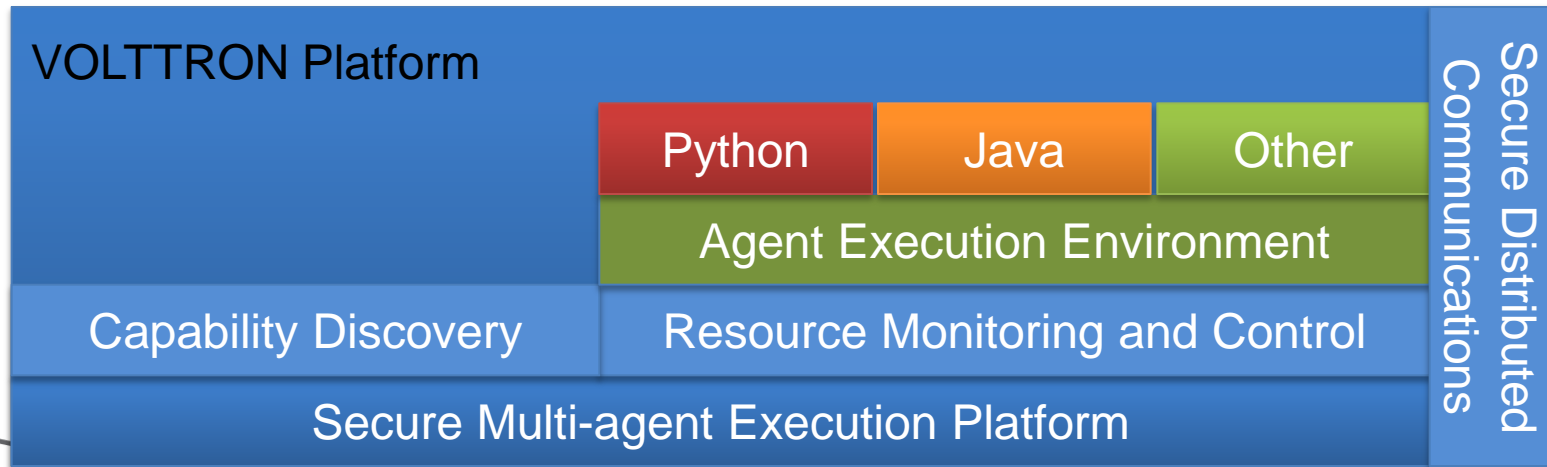 VOLTTRON Platform
Python
Java
Other
Agent Execution Environment
Capability Discovery
Resource Monitoring and Control
Secure Multi-agent Execution Platform
Secure Distributed
Communications